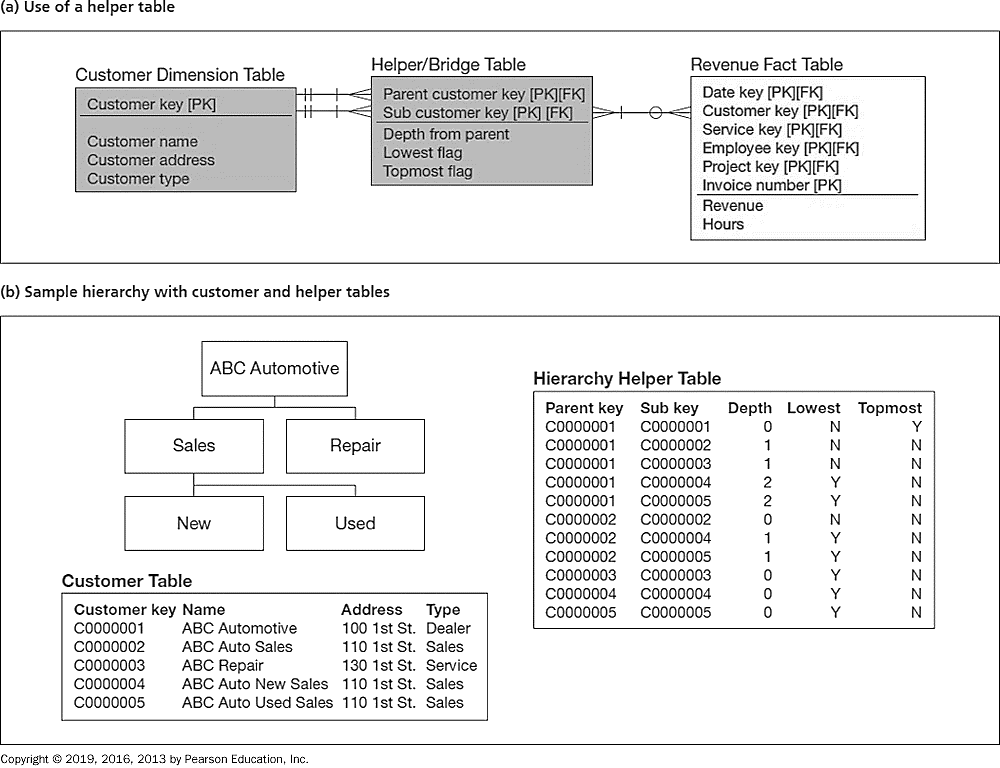 (a) Use of a helper table
Customer Dimension Table
Customer key [PK]
Customer name
Customer address
Customer type
Helper/Bridge Table
Parent customer key [PK][FK]
Sub customer key [PK] [FK]
Depth from parent
Lowest flag
Topmost flag
Revenue Fact Table
Date key [PK][FK]
Customer key [PK][FK]
Service key [PK][FK]
Employee key [PK][FK]
Project key [PK][FK]
Invoice number [PK]
Revenue
Hours
(b) Sample hierarchy with customer and helper tables
ABC Automotive
Sales
Repair
New
Used
Customer Table
Customer key Name Address Type
C0000001 ABC Automotive 100 1st St. Dealer
C0000002 ABC Auto Sales 110 1st St. Sales
C0000003 ABC Repair 130 1st St. Service
C0000004 ABC Auto New Sales 110 1st St. Sales
C0000005 ABC Auto Used Sales 110 1st St. Sales
Hierarchy Helper Table
Parent key Sub key Depth Lowest Topmost
C0000001 C0000001 0 N Y
C0000001 C0000002 1 N N
C0000001 C0000003 1 N N
C0000001 C0000004 2 Y N
C0000001 C0000005 2 Y N
C0000002 C0000002 0 N N
C0000002 C0000004 1 Y N
C0000002 C0000005 1 Y N
C0000003 C0000003 0 Y N
C0000004 C0000004 0 Y N
C0000005 C0000005 0 Y N
Copyright © 2019, 2016, 2013 by Pearson Education, Inc.